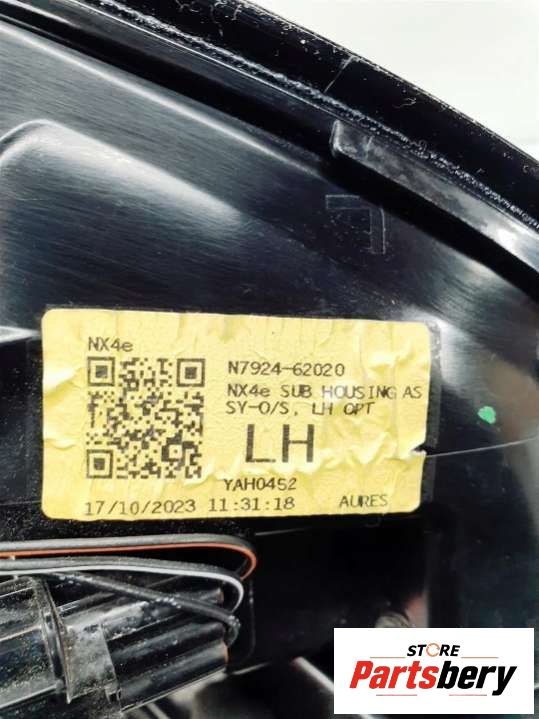 NX4e
N7924-62020
NX4e SUB HOUSING AS
SY-O/S, LH OPT
LH
YAH0452
17/10/2023 11:31:18 AURES
STORE
Partsbery